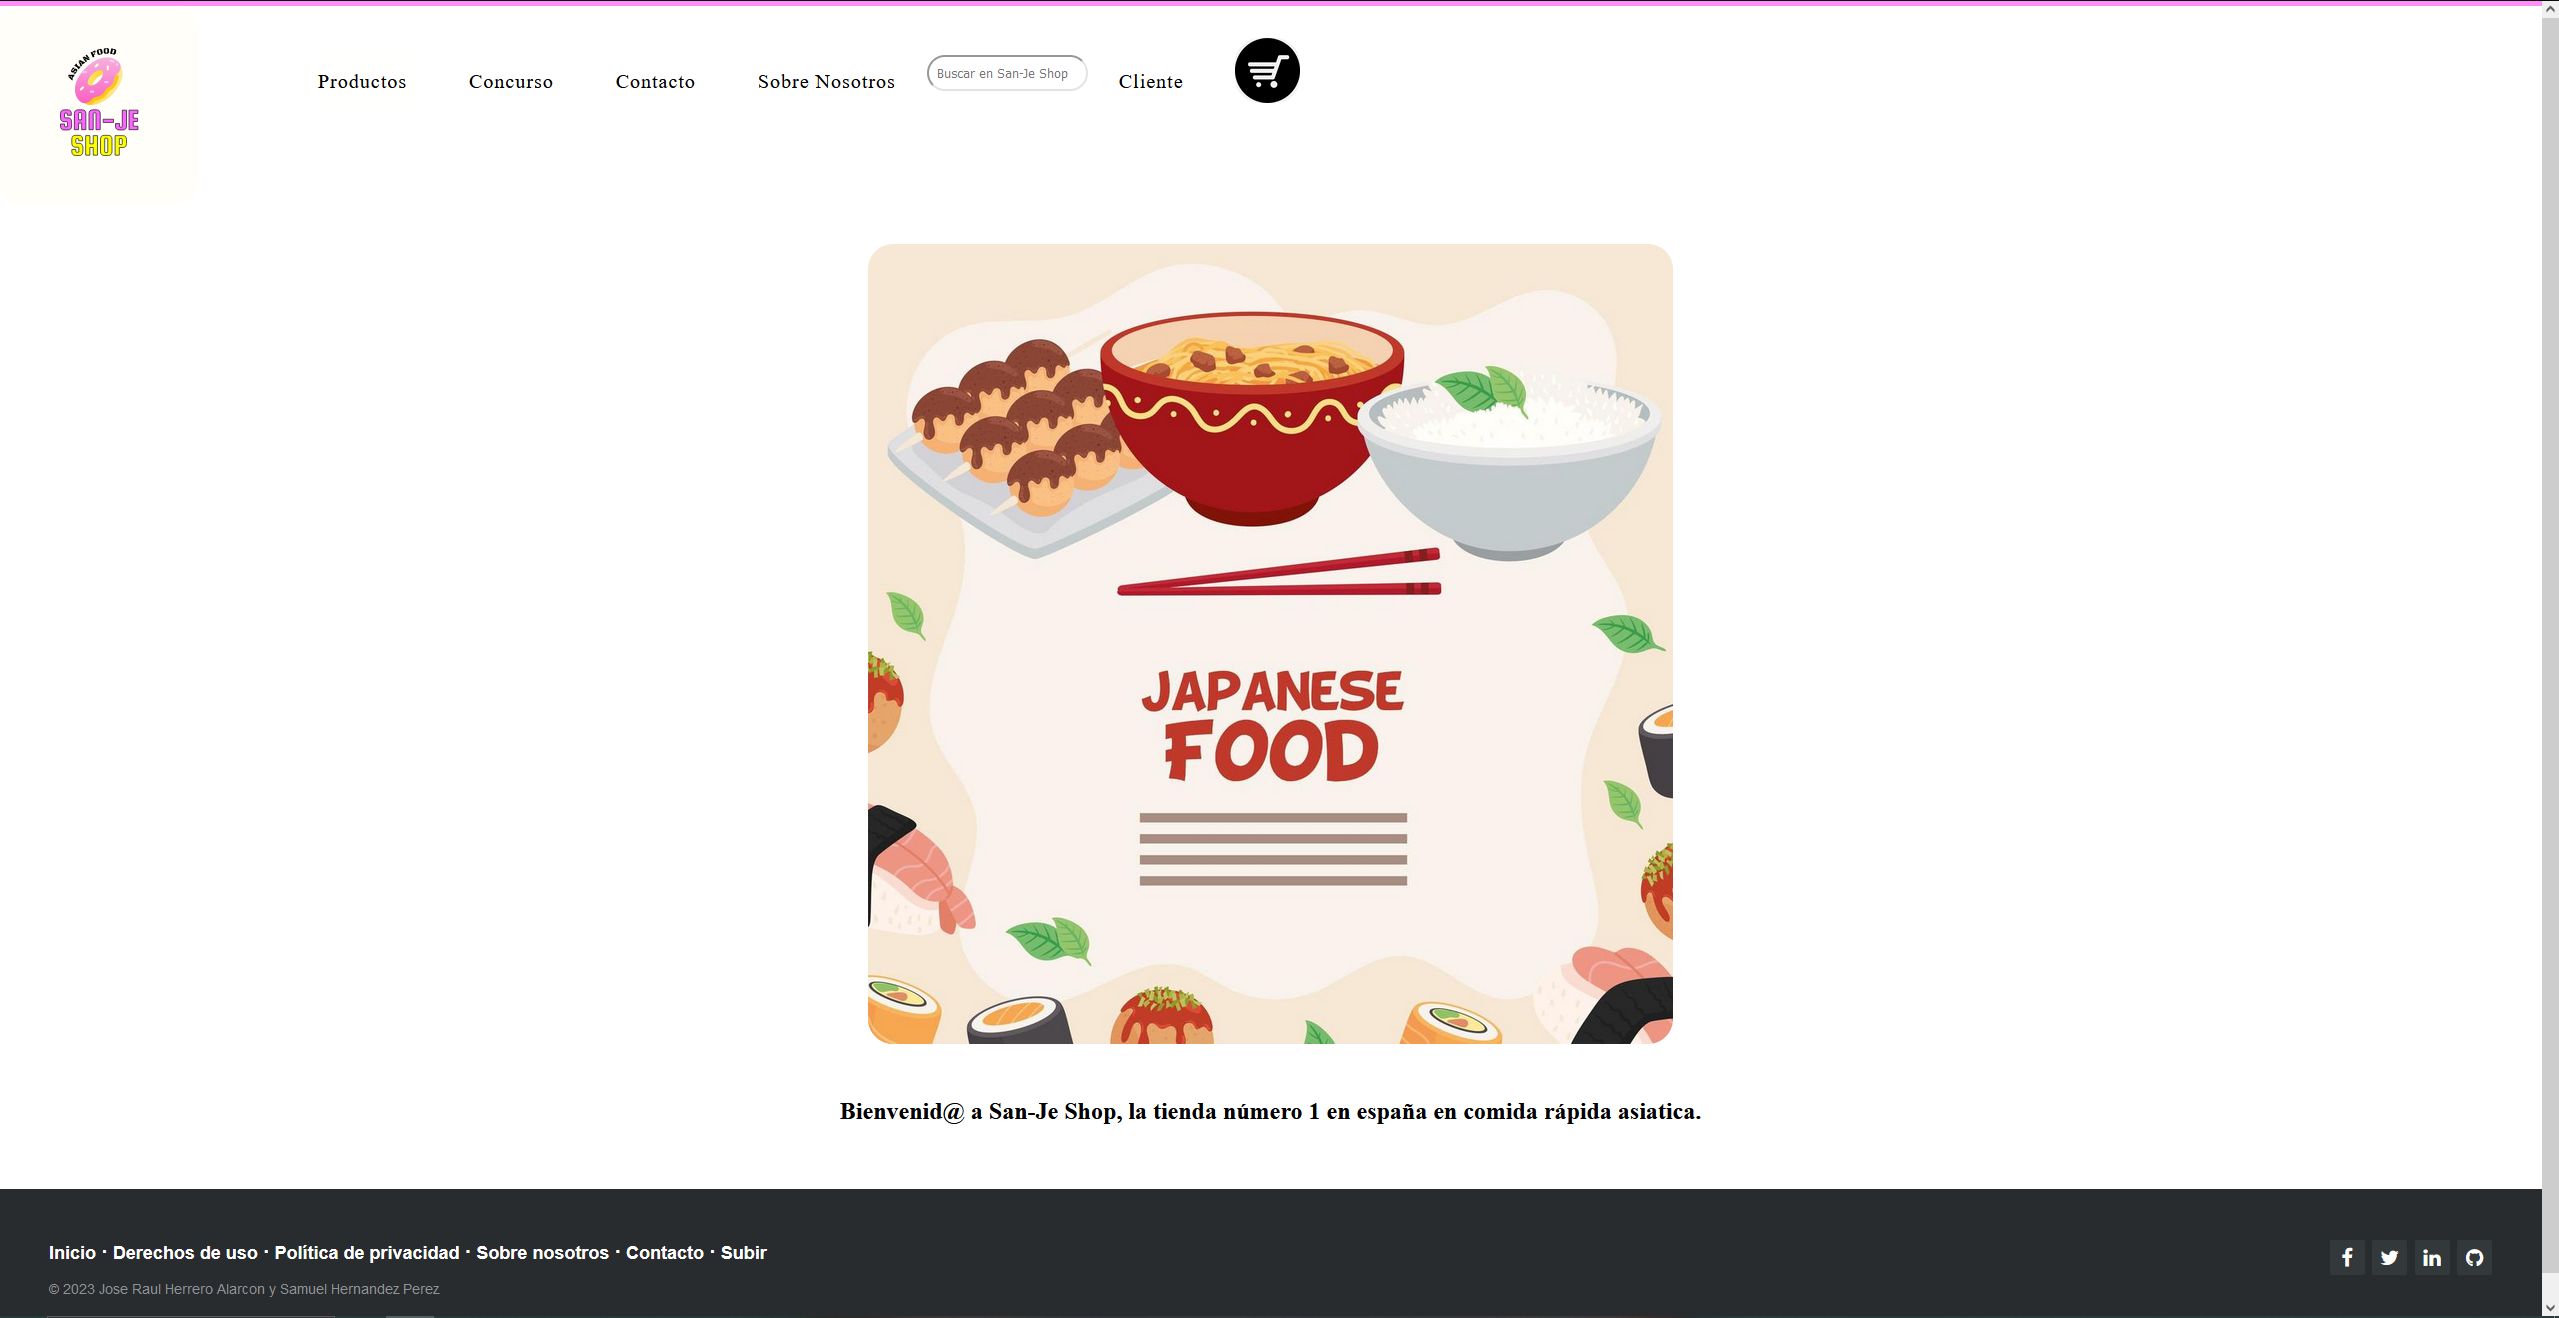 ASIAN FOOD
SAN-JE
SHOP
Productos
Concurso
Contacto
Sobre Nosotros
Buscar en San-Je Shop
Cliente
JAPANESE
FOOD
Bienvenid@ a San-Je Shop, la tienda número 1 en españa en comida rápida asiatica.
Inicio · Derechos de uso · Política de privacidad · Sobre nosotros · Contacto · Subir
© 2023 Jose Raul Herrero Alarcon y Samuel Hernandez Perez